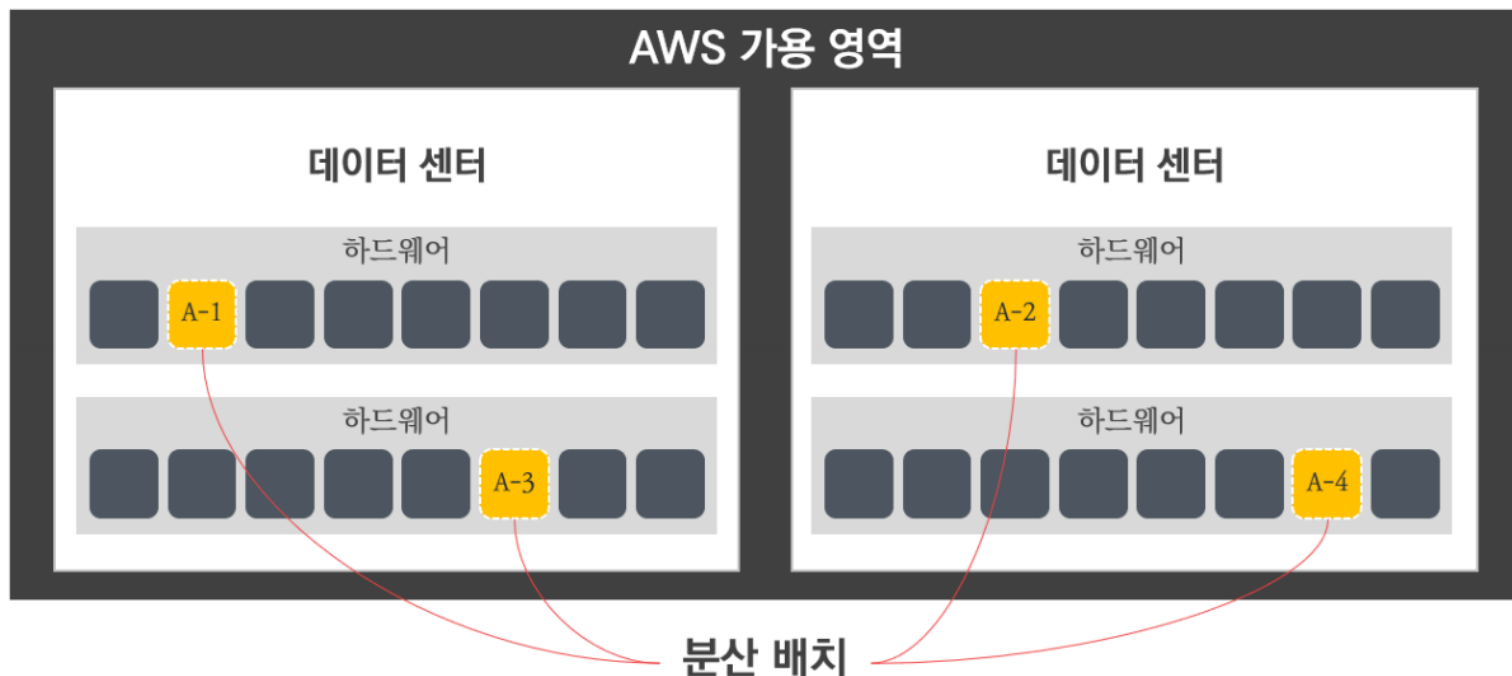 AWS 가용 영역
데이터 센터
하드웨어
A-1
하드웨어
A-3
데이터 센터
하드웨어
A-2
하드웨어
A-4
분산 배치